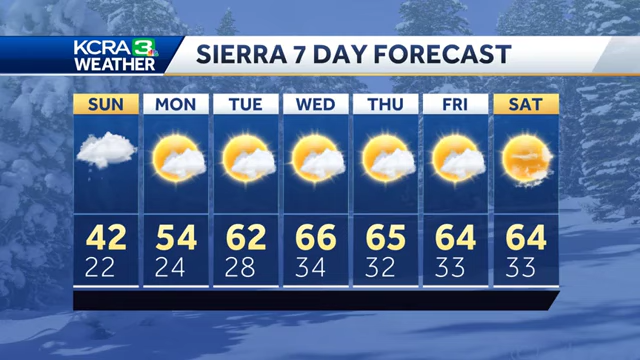 KCRA 3
WEATHER
SIERRA 7 DAY FORECAST
SUN MON TUE WED THU FRI SAT
42 54 62 66 65 64 64
22 24 28 34 32 33 33